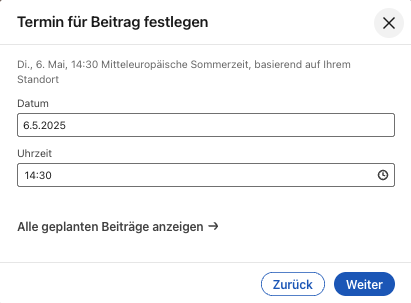 Termin für Beitrag festlegen
Di., 6. Mai, 14:30 Mitteleuropäische Sommerzeit, basierend auf Ihrem
Standort
Datum
6.5.2025
Uhrzeit
14:30
Alle geplanten Beiträge anzeigen →
Zurück
Weiter